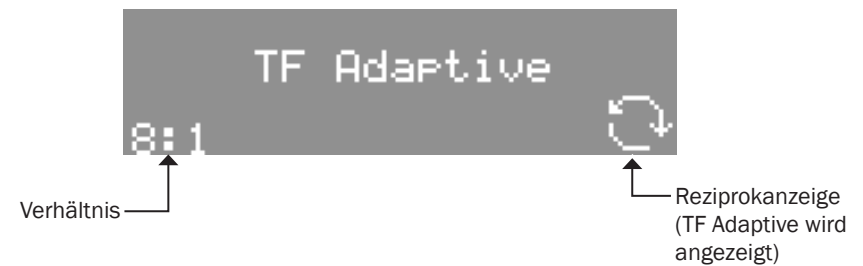 TF Adaptive
8:1
Verhältnis
Reziprokanzeige
(TF Adaptive wird
angezeigt)